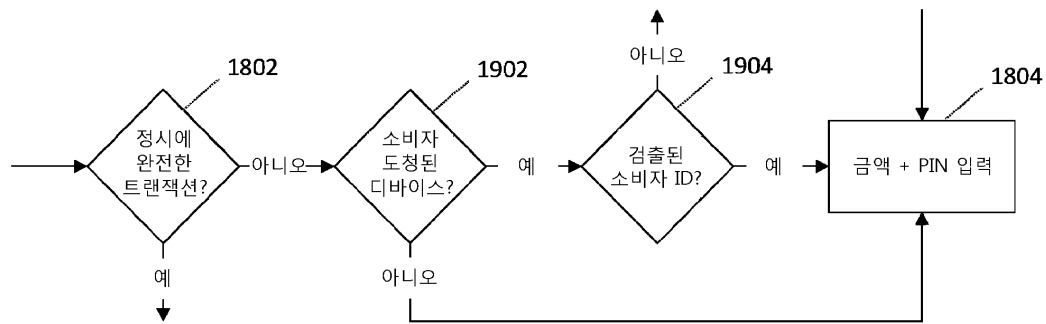 1802
정시에
완전한
트랜잭션?
아니오
예
1902
소비자
도청된
디바이스?
예
아니오
아니오
1904
검출된
소비자 ID?
예
1804
금액 + PIN 입력